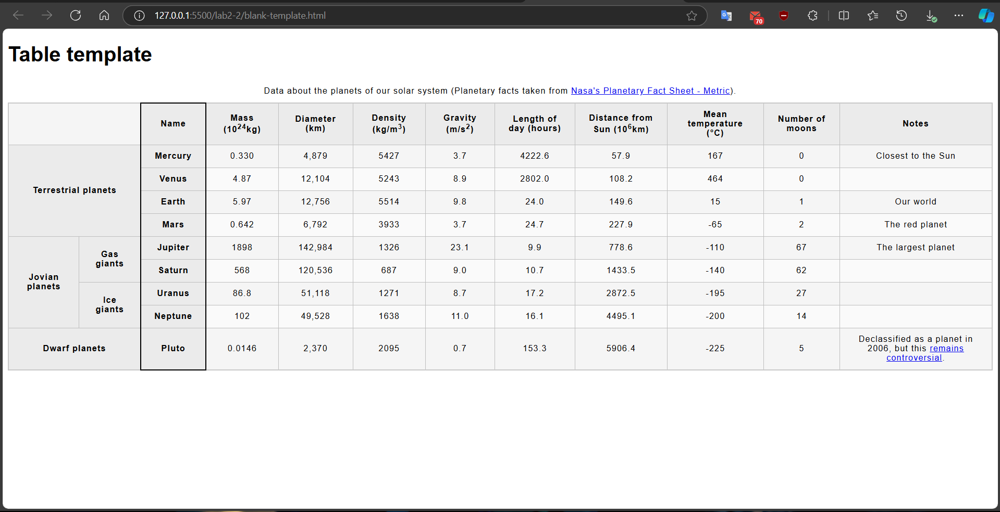 127.0.0.1:5500/lab2-2/blank-template.html
70
Table template
Data about the planets of our solar system (Planetary facts taken from Nasa's Planetary Fact Sheet - Metric).
Name Mass (10²⁴kg) Diameter (km) Density (kg/m³) Gravity (m/s²) Length of day (hours) Distance from Sun (10⁶km) Mean temperature (°C) Number of moons Notes
Terrestrial planets Mercury 0.330 4,879 5427 3.7 4222.6 57.9 167 0 Closest to the Sun
Venus 4.87 12,104 5243 8.9 2802.0 108.2 464 0
Earth 5.97 12,756 5514 9.8 24.0 149.6 15 1 Our world
Mars 0.642 6,792 3933 3.7 24.7 227.9 -65 2 The red planet
Jovian planets Gas giants Jupiter 1898 142,984 1326 23.1 9.9 778.6 -110 67 The largest planet
Saturn 568 120,536 687 9.0 10.7 1433.5 -140 62
Ice giants Uranus 86.8 51,118 1271 8.7 17.2 2872.5 -195 27
Neptune 102 49,528 1638 11.0 16.1 4495.1 -200 14
Dwarf planets Pluto 0.0146 2,370 2095 0.7 153.3 5906.4 -225 5 Declassified as a planet in 2006, but this remains controversial.